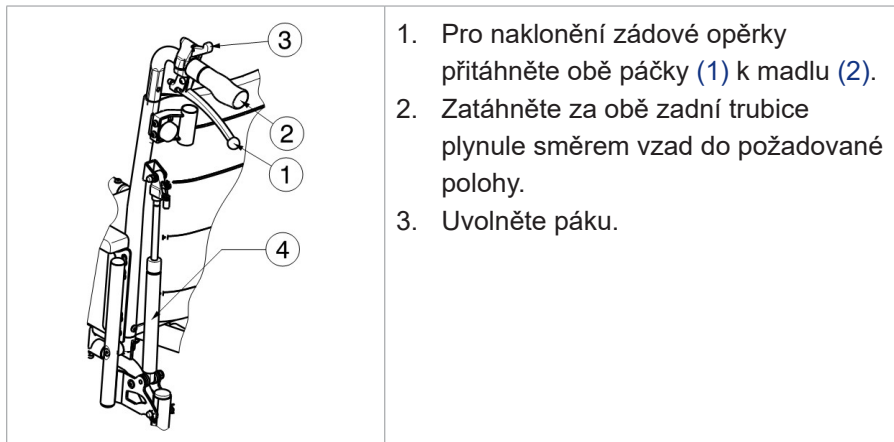 3
2
1
4
1. Pro naklonění zádové opěrky
přitáhněte obě páčky (1) k madlu (2).
2. Zatáhněte za obě zadní trubice
plynule směrem vzad do požadované
polohy.
3. Uvolněte páku.